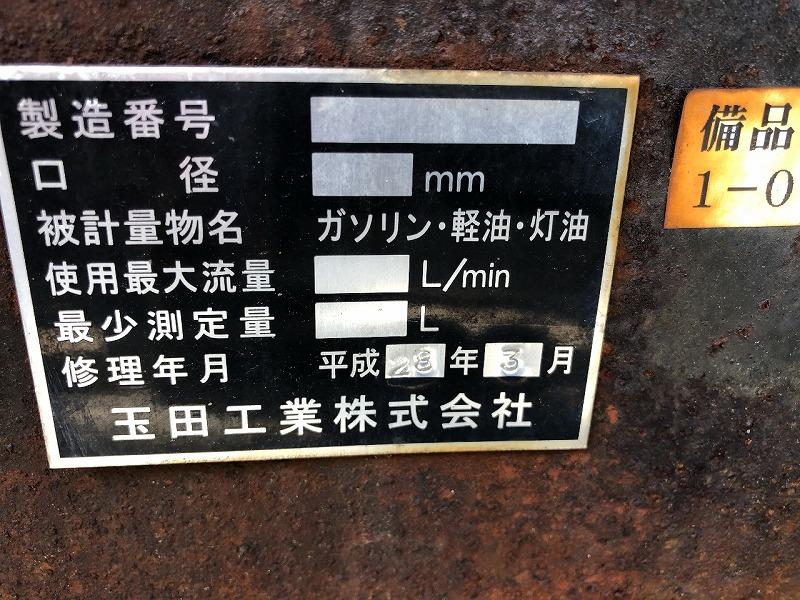 製造番号
口径 mm
被計量物名 ガソリン・軽油・灯油
使用最大流量 L/min
最少測定量 L
修理年月 平成28年3月
玉田工業株式会社
備品
1-0